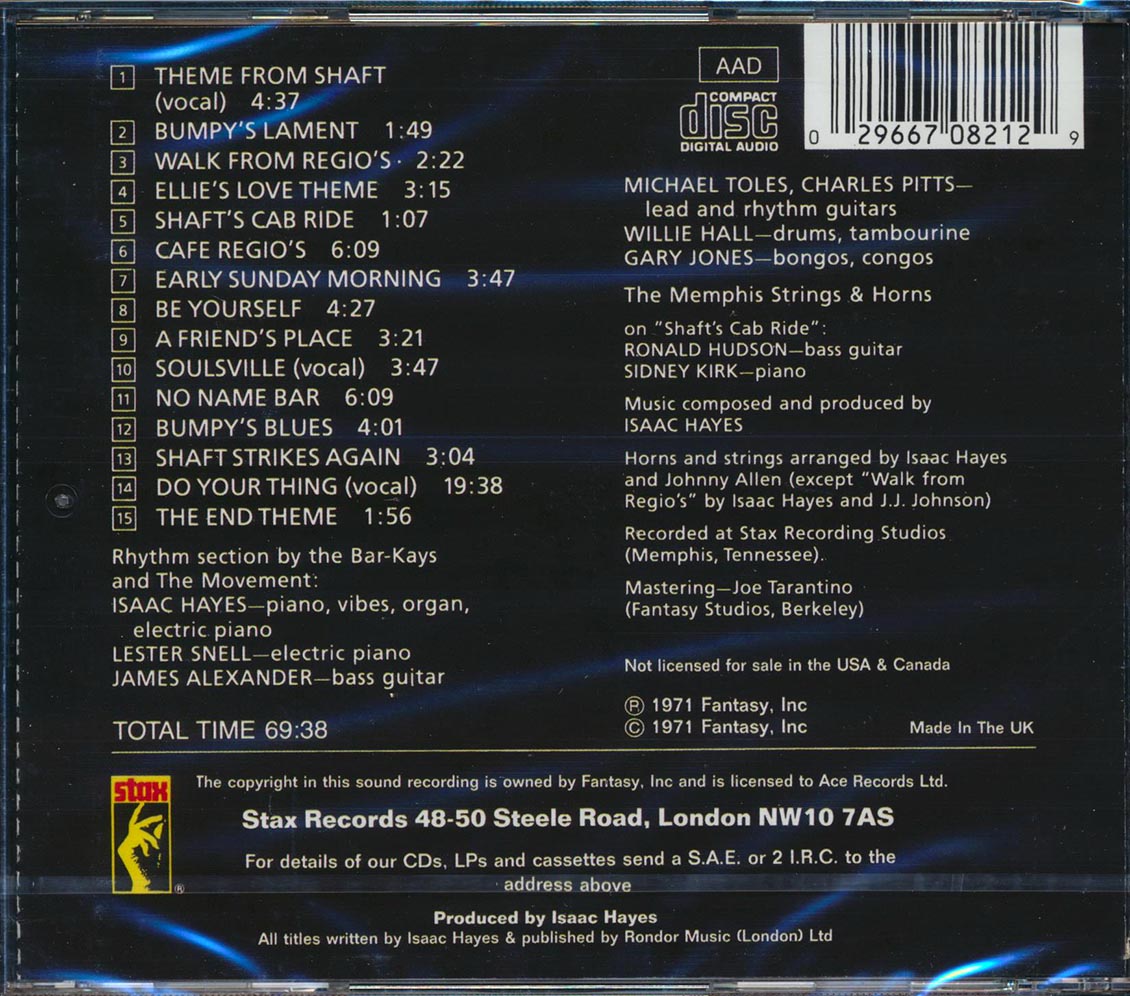 1 THEME FROM SHAFT
(vocal) 4:37
2 BUMPY'S LAMENT 1:49
3 WALK FROM REGIO'S 2:22
4 ELLIE'S LOVE THEME 3:15
5 SHAFT'S CAB RIDE 1:07
6 CAFE REGIO'S 6:09
7 EARLY SUNDAY MORNING 3:47
8 BE YOURSELF 4:27
9 A FRIEND'S PLACE 3:21
10 SOULSVILLE (vocal) 3:47
11 NO NAME BAR 6:09
12 BUMPY'S BLUES 4:01
13 SHAFT STRIKES AGAIN 3:04
14 DO YOUR THING (vocal) 19:38
15 THE END THEME 1:56
Rhythm section by the Bar-Kays
and The Movement:
ISAAC HAYES—piano, vibes, organ,
electric piano
LESTER SNELL—electric piano
JAMES ALEXANDER—bass guitar
TOTAL TIME 69:38
AAD
COMPACT
disc
DIGITAL AUDIO
0 29667 08212 9
MICHAEL TOLES, CHARLES PITTS—
lead and rhythm guitars
WILLIE HALL—drums, tambourine
GARY JONES—bongos, congos
The Memphis Strings & Horns
on "Shaft's Cab Ride":
RONALD HUDSON—bass guitar
SIDNEY KIRK—piano
Music composed and produced by
ISAAC HAYES
Horns and strings arranged by Isaac Hayes
and Johnny Allen (except "Walk from
Regio's" by Isaac Hayes and J.J. Johnson)
Recorded at Stax Recording Studios
(Memphis, Tennessee).
Mastering—Joe Tarantino
(Fantasy Studios, Berkeley)
Not licensed for sale in the USA & Canada
℗ 1971 Fantasy, Inc
© 1971 Fantasy, Inc
Made In The UK
stax
®
The copyright in this sound recording is owned by Fantasy, Inc and is licensed to Ace Records Ltd.
Stax Records 48-50 Steele Road, London NW10 7AS
For details of our CDs, LPs and cassettes send a S.A.E. or 2 I.R.C. to the
address above
Produced by Isaac Hayes
All titles written by Isaac Hayes & published by Rondor Music (London) Ltd